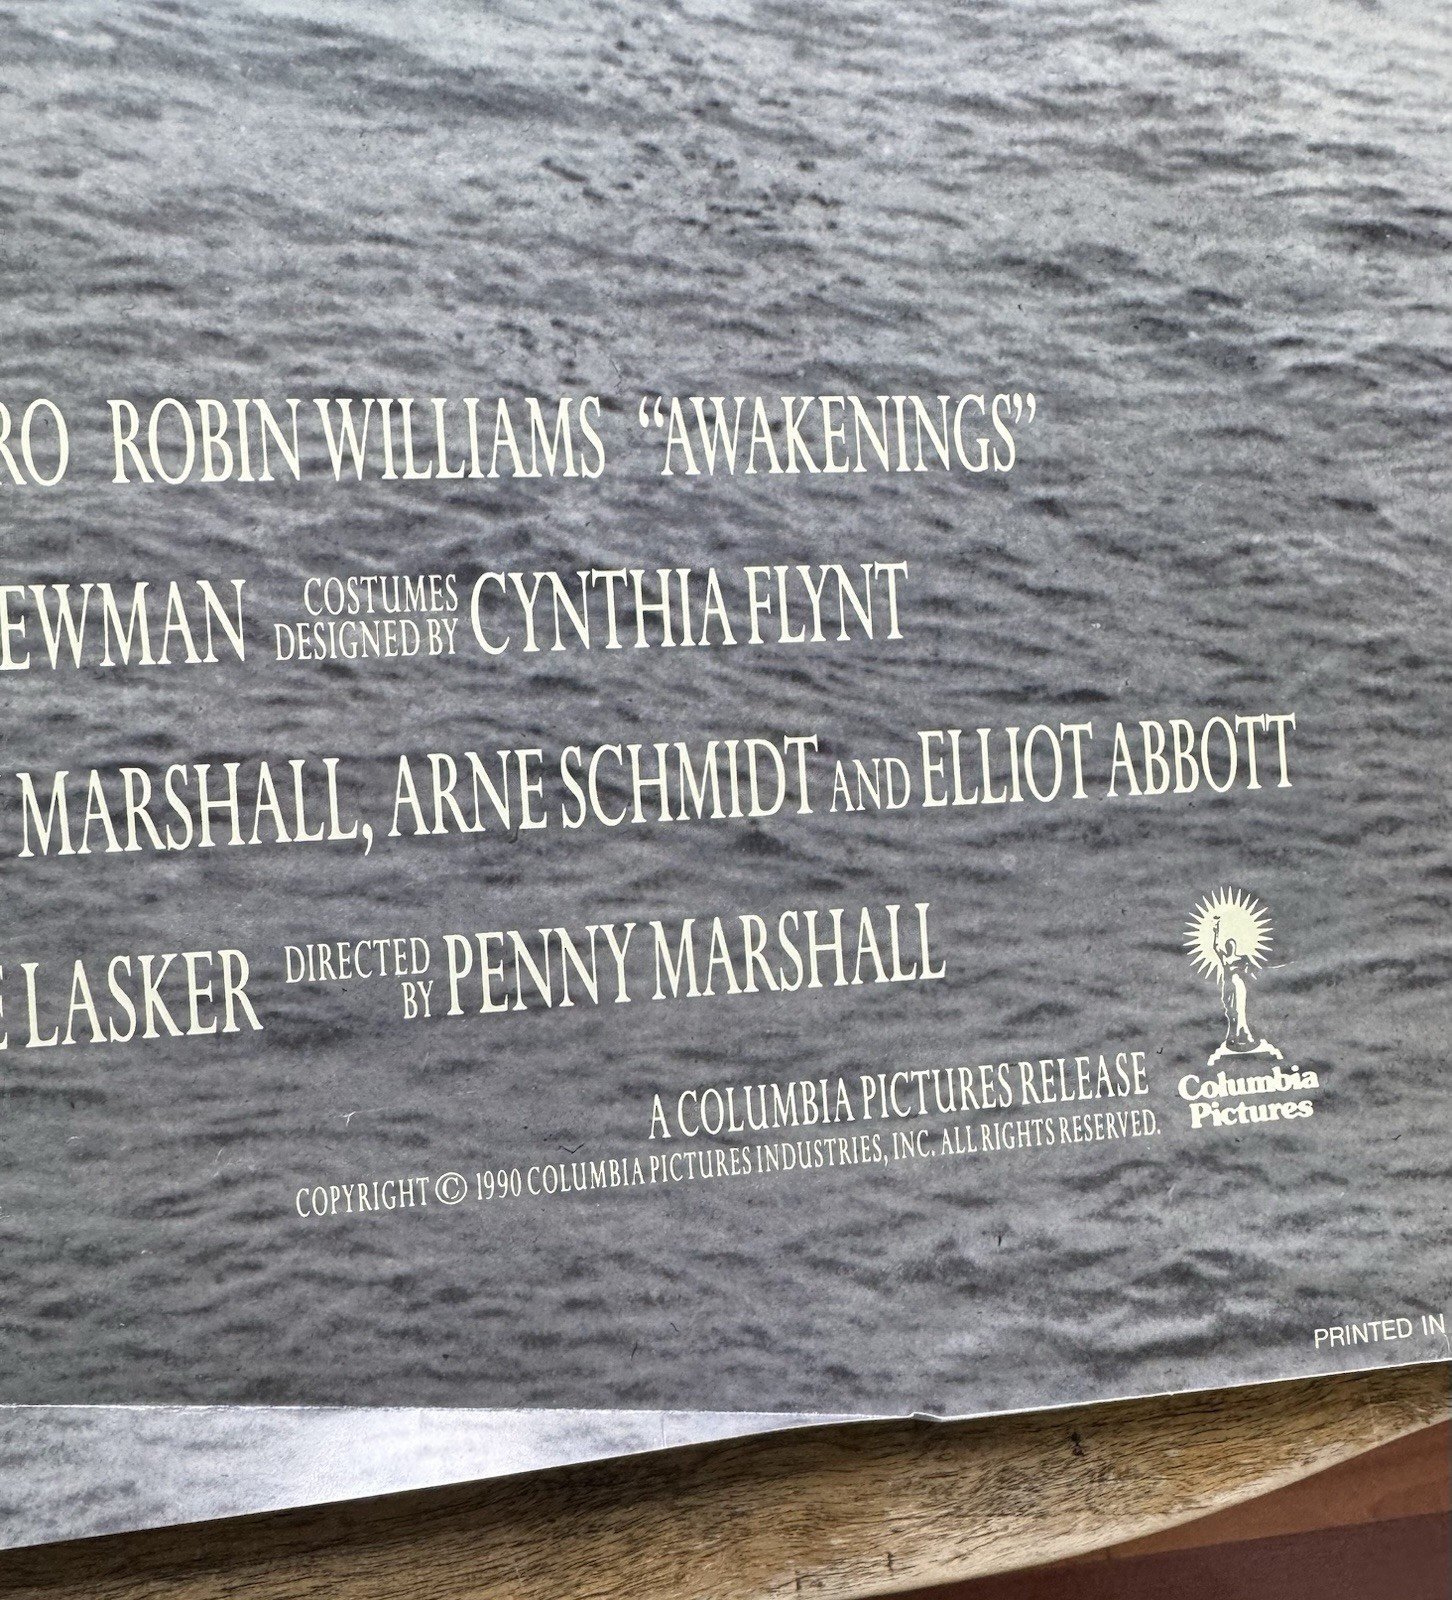 RO ROBIN WILLIAMS “AWAKENINGS”
EWMAN COSTUMES DESIGNED BY CYNTHIA FLYNT
MARSHALL, ARNE SCHMIDT AND ELLIOT ABBOTT
E LASKER DIRECTED BY PENNY MARSHALL
A COLUMBIA PICTURES RELEASE
COPYRIGHT © 1990 COLUMBIA PICTURES INDUSTRIES, INC. ALL RIGHTS RESERVED.
Columbia
Pictures
PRINTED IN